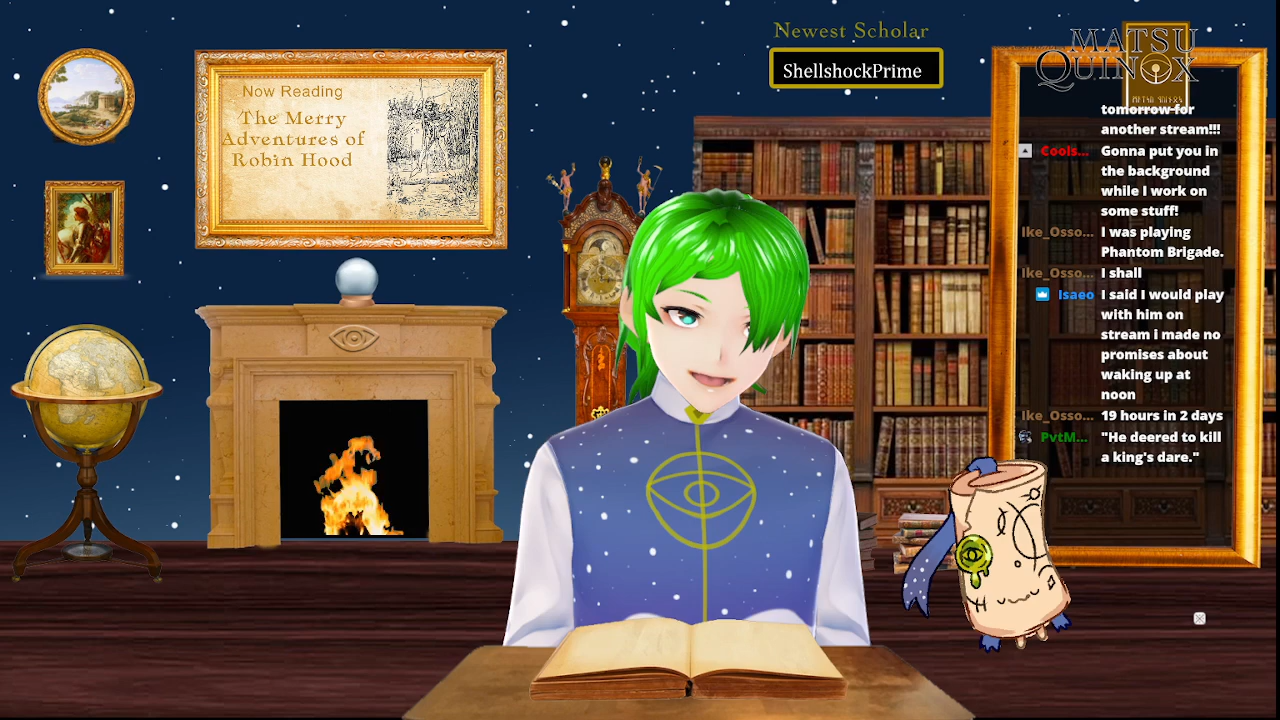 Newest Scholar
ShellshockPrime
MATSU
QUINOX
Now Reading
The Merry
Adventures of
Robin Hood
tomorrow for
another stream!!!
Cools... Gonna put you in
the background
while I work on
some stuff!
Ike_Osso... I was playing
Phantom Brigade.
Ike_Osso... I shall
Isaeo I said I would play
with him on
stream i made no
promises about
waking up at
noon
Ike_Osso... 19 hours in 2 days
PvtM... "He deered to kill
a king's dare."